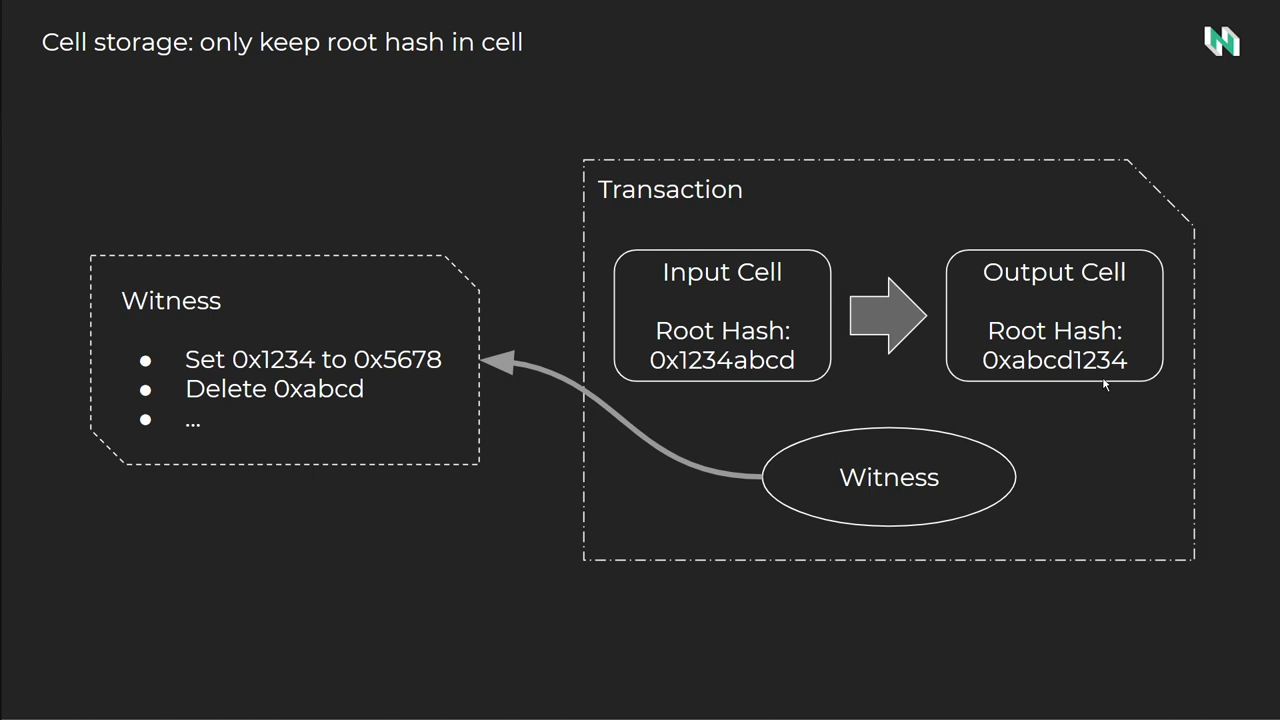 Cell storage: only keep root hash in cell
Transaction
Input Cell
Root Hash:
0x1234abcd
Output Cell
Root Hash:
0xabcd1234
Witness
● Set 0x1234 to 0x5678
● Delete 0xabcd
● ...
Witness